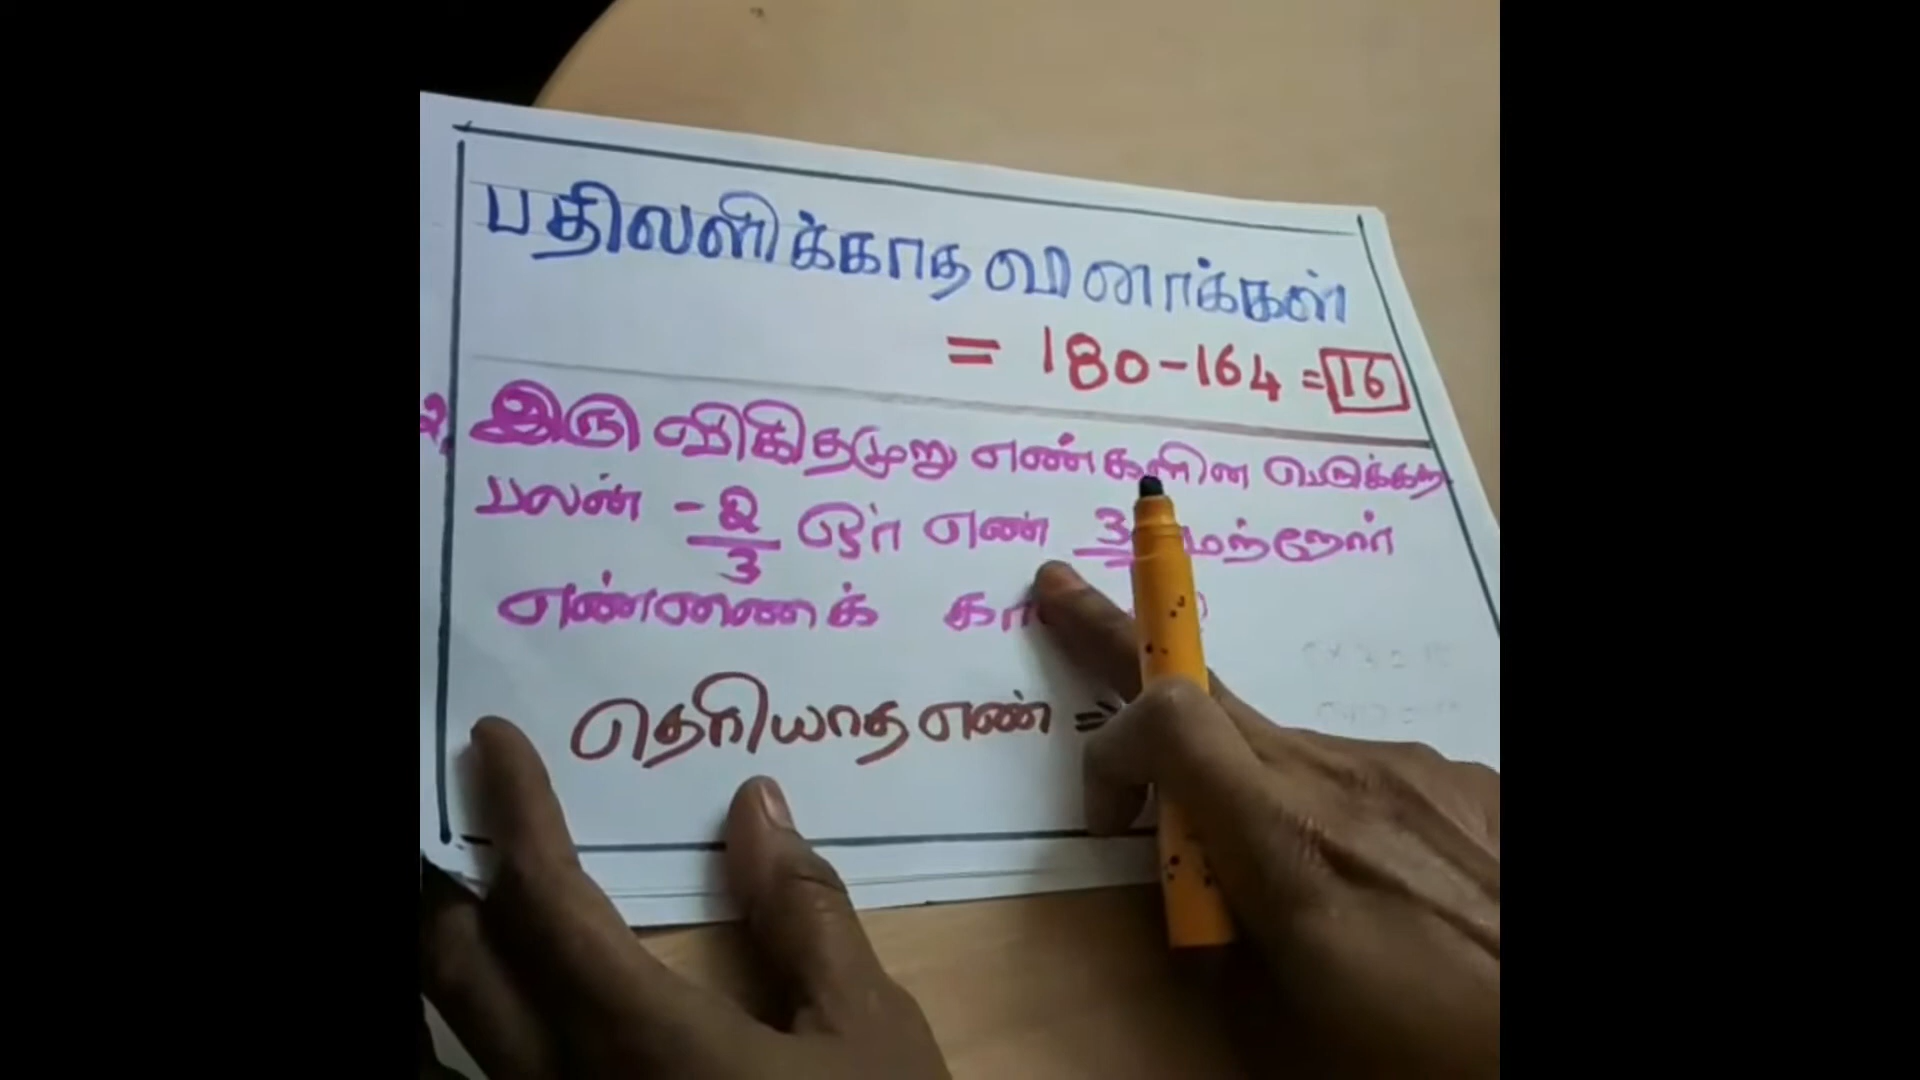 பதிலளிக்காத வினாக்கள்
= 180-164 = 16
2, இரு விகிதமுறு எண்களின் பெருக்கற்
பலன் -2/3 ஓர் எண் 3 மற்றோர்
எண்ணைக்
தெரியாத எண் =